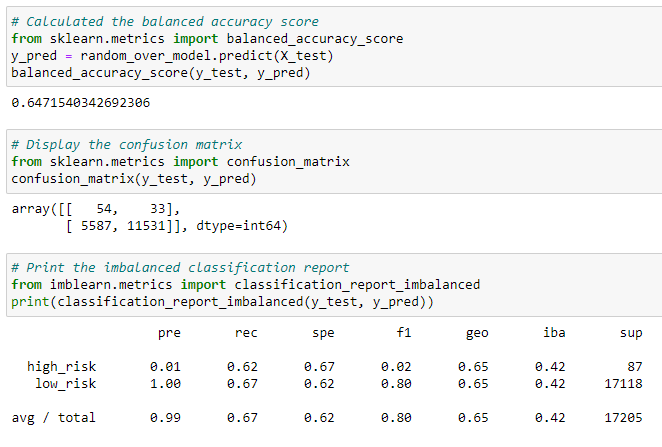 # Calculated the balanced accuracy score
from sklearn.metrics import balanced_accuracy_score
y_pred = random_over_model.predict(X_test)
balanced_accuracy_score(y_test, y_pred)
0.6471540342692306
# Display the confusion matrix
from sklearn.metrics import confusion_matrix
confusion_matrix(y_test, y_pred)
array([[   54,    33],
       [ 5587, 11531]], dtype=int64)
# Print the imbalanced classification report
from imblearn.metrics import classification_report_imbalanced
print(classification_report_imbalanced(y_test, y_pred))
                   pre       rec       spe        f1       geo       iba       sup
  high_risk       0.01      0.62      0.67      0.02      0.65      0.42        87
   low_risk       1.00      0.67      0.62      0.80      0.65      0.42     17118
avg / total       0.99      0.67      0.62      0.80      0.65      0.42     17205